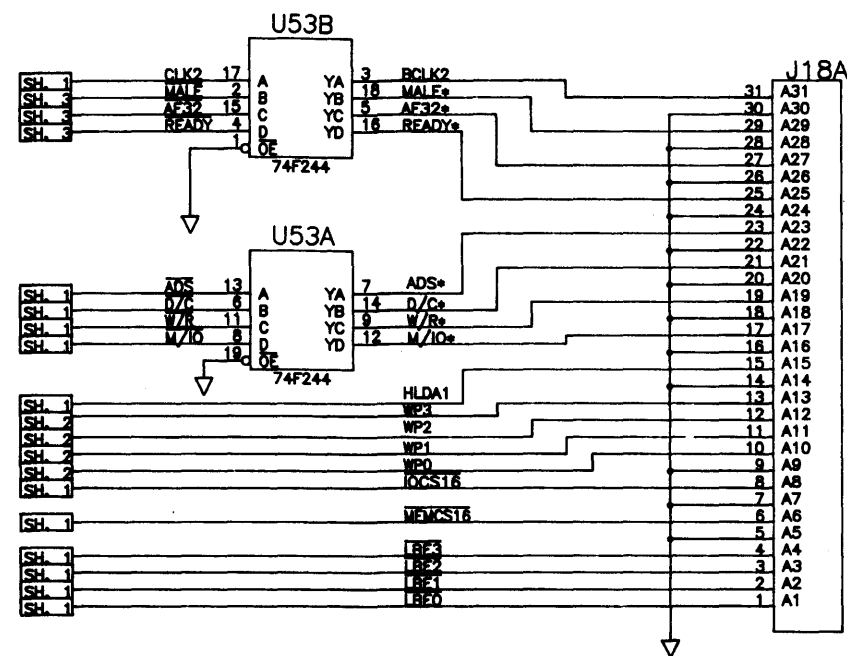 U53B
SH. 1 CLK2 17 A YA 3 BCLK2
SH. 3 MALE 2 B YB 18 MALE*
SH. 3 AF32 15 C YC 5 AF32*
SH. 3 READY 4 D YD 16 READY*
1 OE
74F244
U53A
SH. 1 ADS 13 A YA 7 ADS*
SH. 1 D/C 6 B YB 14 D/C*
SH. 1 W/R 11 C YC 9 W/R*
SH. 1 M/IO 8 D YD 12 M/IO*
19 OE
74F244
SH. 1 HLDA1
SH. 2 WP3
SH. 2 WP2
SH. 2 WP1
SH. 2 WP0
SH. 1 IOCS16
SH. 1 MEMCS16
SH. 1 LBE3
SH. 1 LBE2
SH. 1 LBE1
SH. 1 LBE0
J18A
31 A31
30 A30
29 A29
28 A28
27 A27
26 A26
25 A25
24 A24
23 A23
22 A22
21 A21
20 A20
19 A19
18 A18
17 A17
16 A16
15 A15
14 A14
13 A13
12 A12
11 A11
10 A10
9 A9
8 A8
7 A7
6 A6
5 A5
4 A4
3 A3
2 A2
1 A1